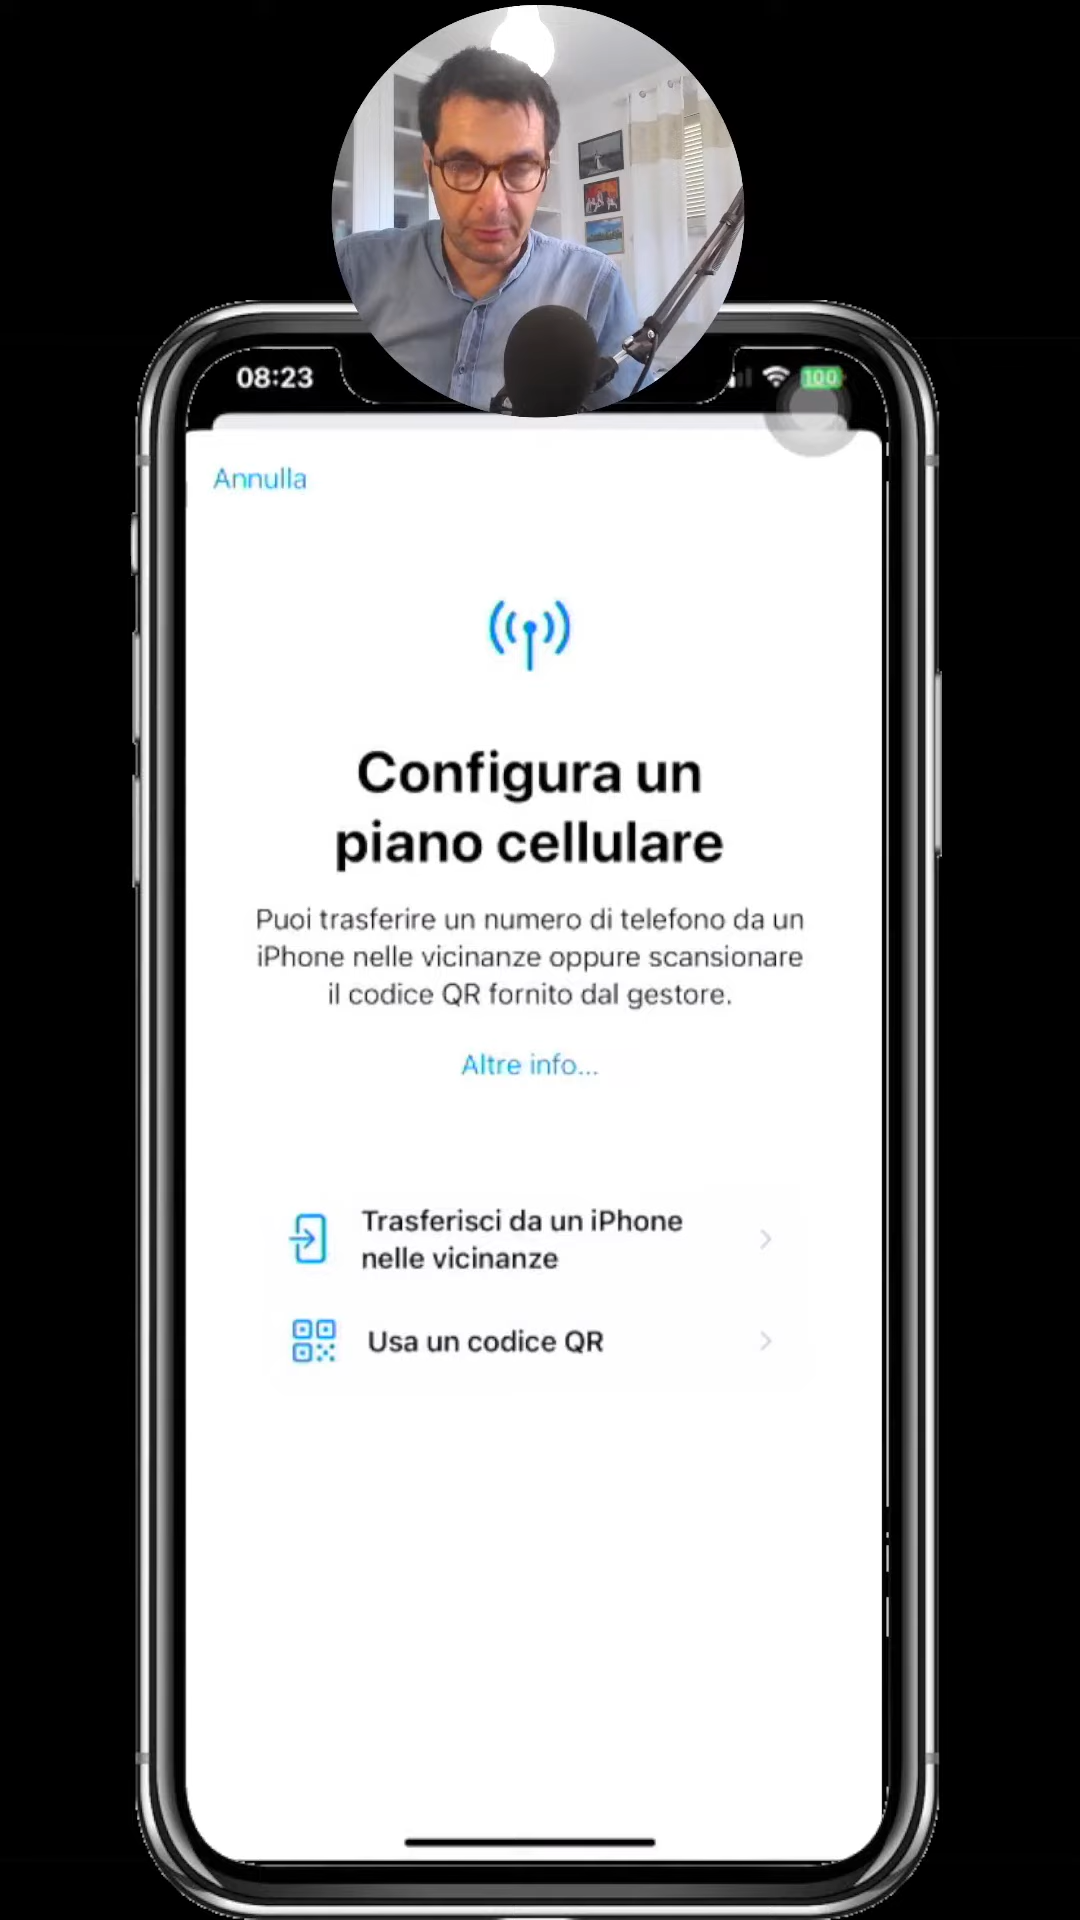 08:23
100
Annulla
Configura un
piano cellulare
Puoi trasferire un numero di telefono da un
iPhone nelle vicinanze oppure scansionare
il codice QR fornito dal gestore.
Altre info...
Trasferisci da un iPhone
nelle vicinanze
Usa un codice QR